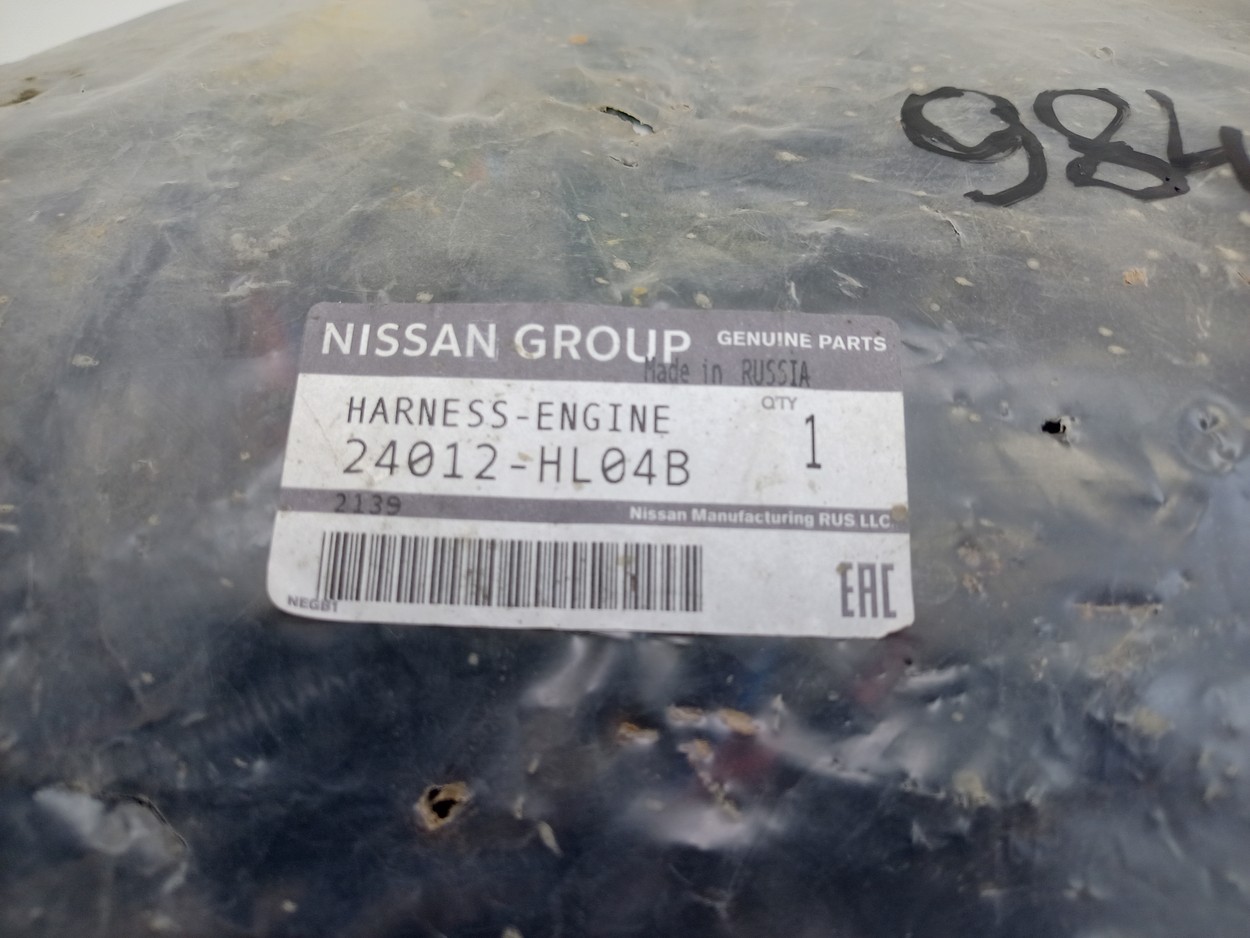 984
NISSAN GROUP GENUINE PARTS
Made in RUSSIA
HARNESS-ENGINE QTY
24012-HL04B 1
2139 Nissan Manufacturing RUS LLC.
NEGB1 EAC